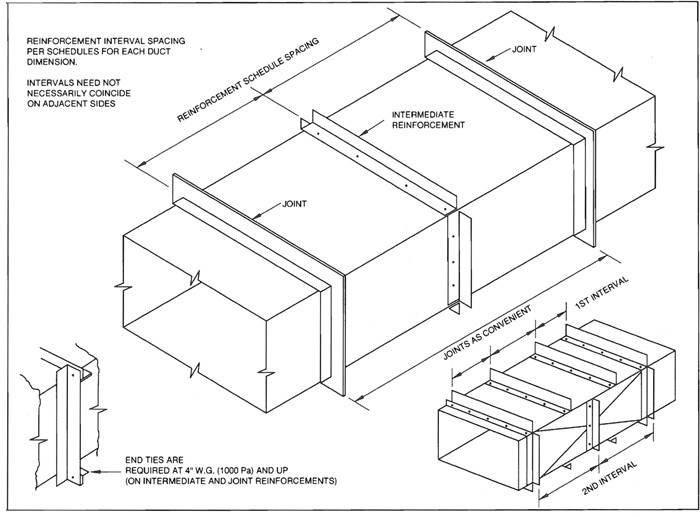 REINFORCEMENT INTERVAL SPACING
PER SCHEDULES FOR EACH DUCT
DIMENSION.
INTERVALS NEED NOT
NECESSARILY COINCIDE
ON ADJACENT SIDES
REINFORCEMENT SCHEDULE SPACING
JOINT
INTERMEDIATE
REINFORCEMENT
JOINT
JOINTS AS CONVENIENT
1ST INTERVAL
2ND INTERVAL
END TIES ARE
REQUIRED AT 4" W.G. (1000 Pa) AND UP
(ON INTERMEDIATE AND JOINT REINFORCEMENTS)